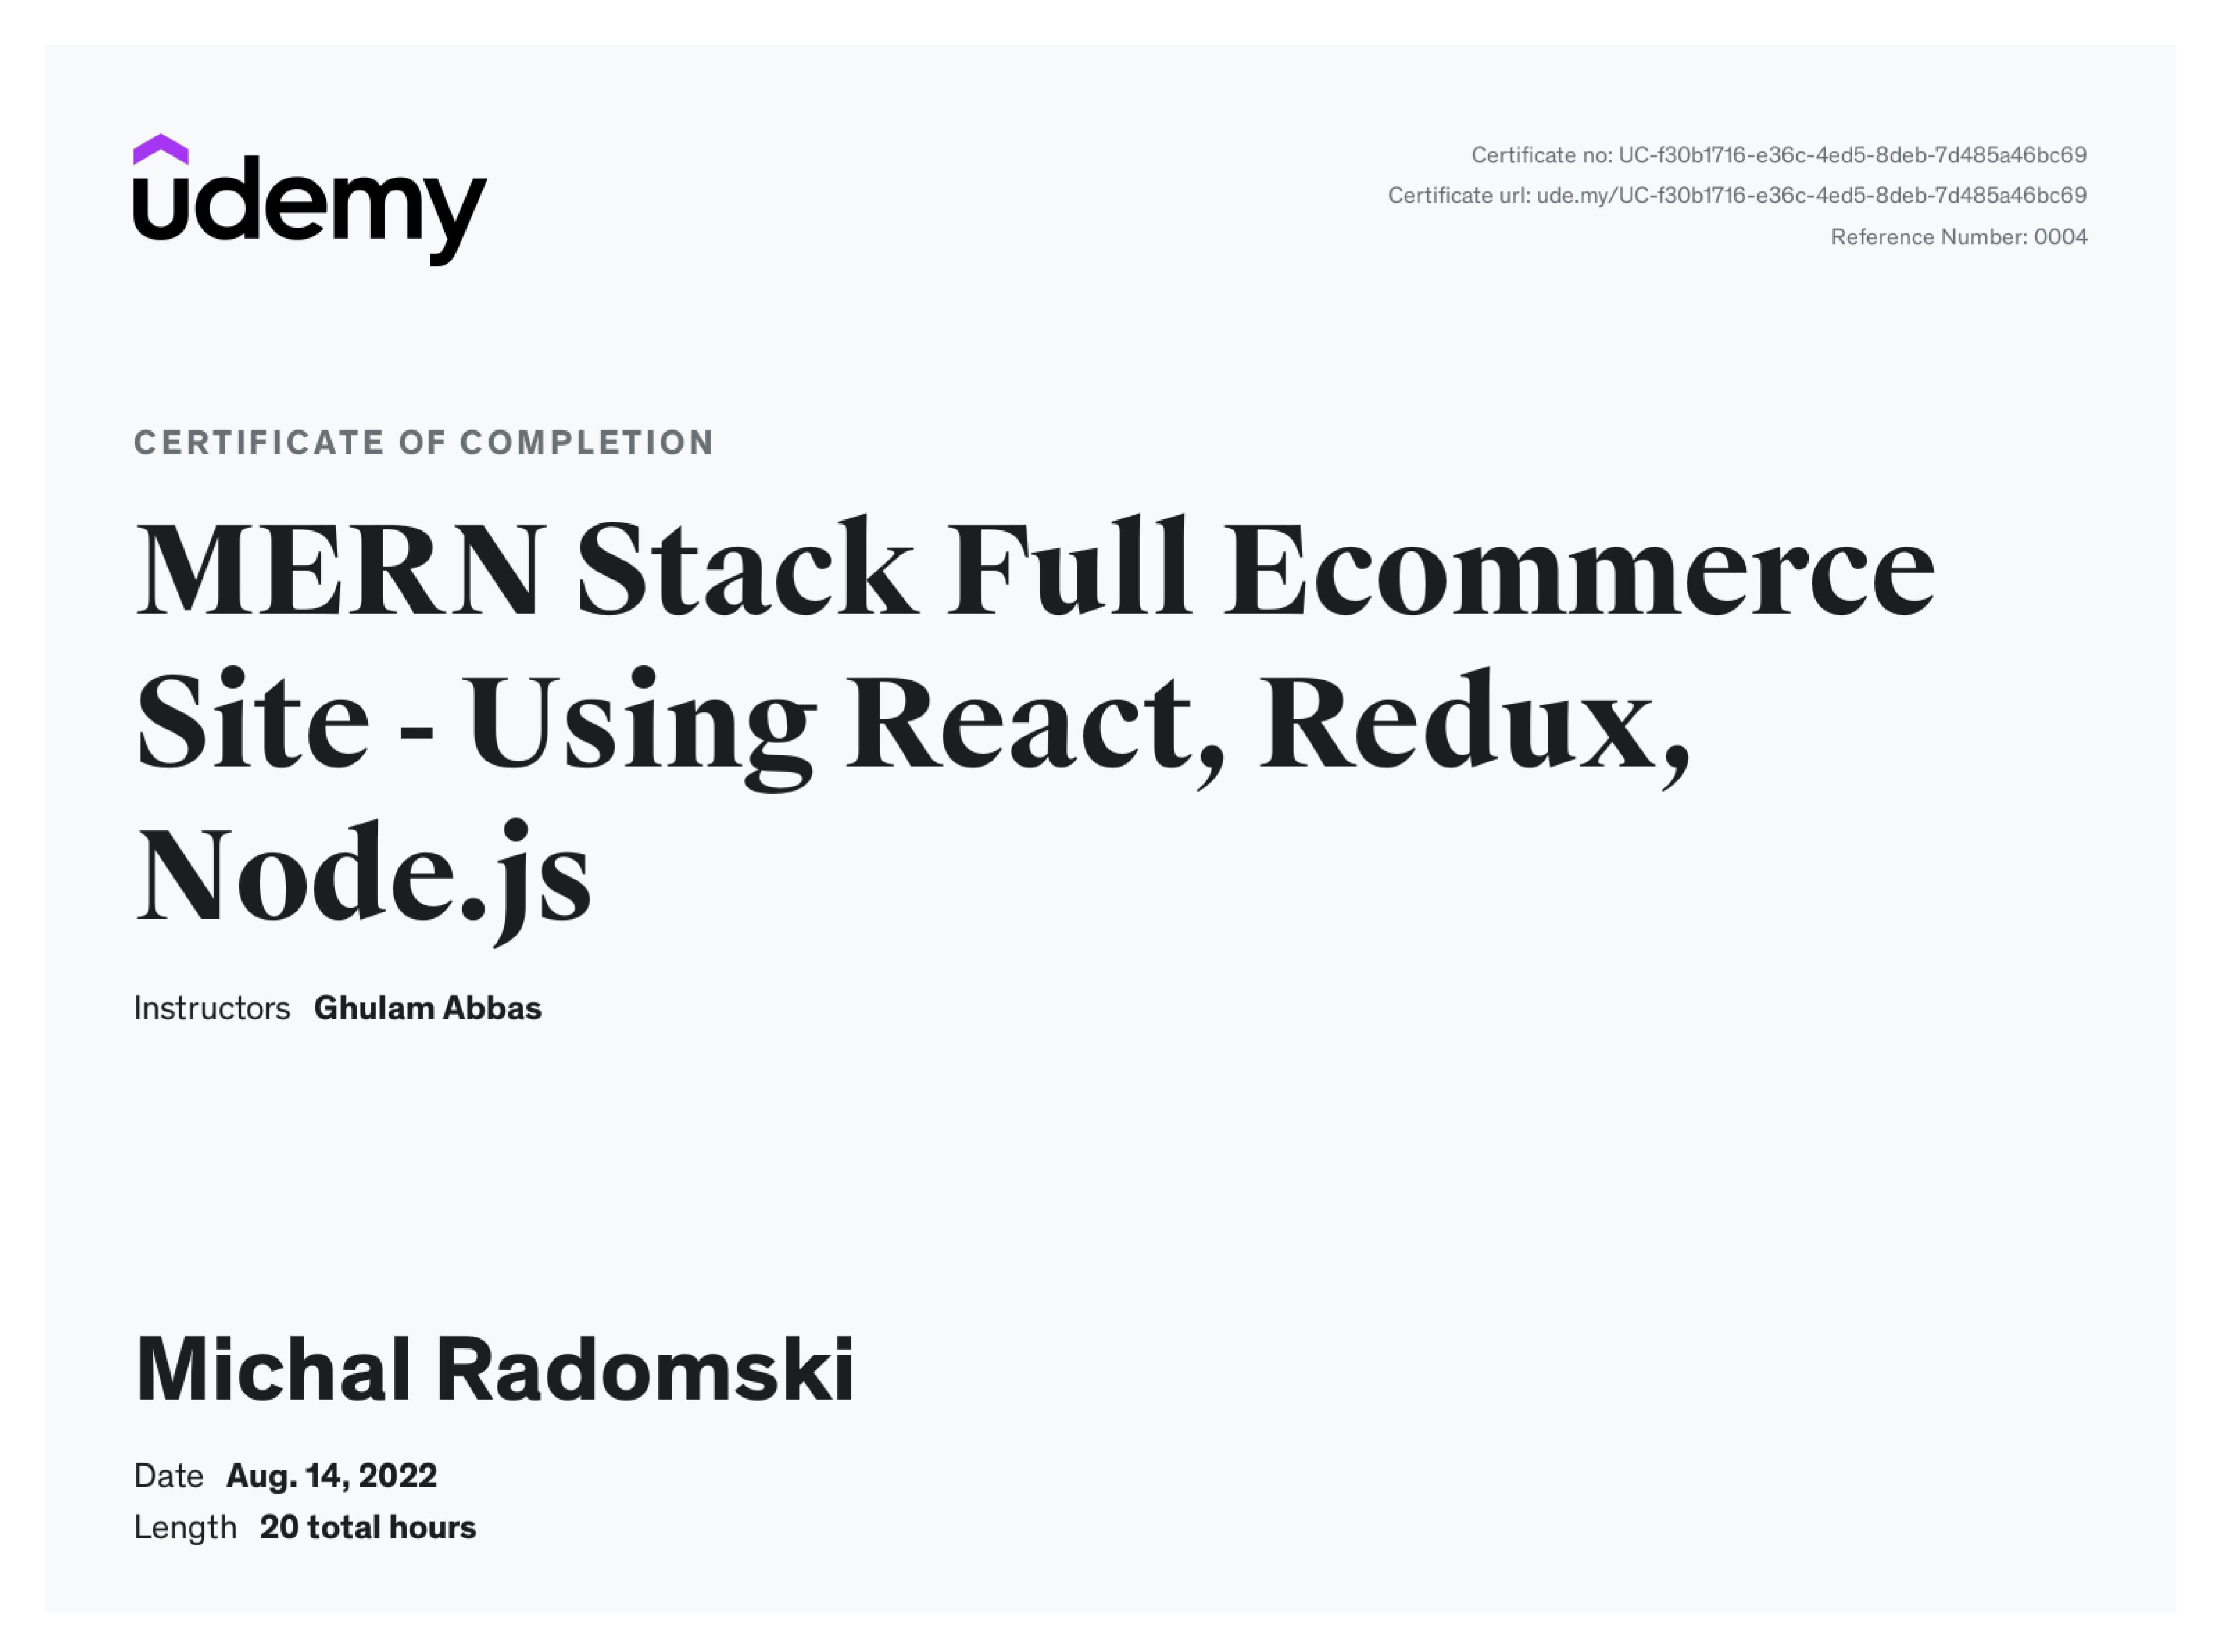 udemy
Certificate no: UC-f30b1716-e36c-4ed5-8deb-7d485a46bc69
Certificate url: ude.my/UC-f30b1716-e36c-4ed5-8deb-7d485a46bc69
Reference Number: 0004
CERTIFICATE OF COMPLETION
MERN Stack Full Ecommerce
Site - Using React, Redux,
Node.js
Instructors Ghulam Abbas
Michal Radomski
Date Aug. 14, 2022
Length 20 total hours